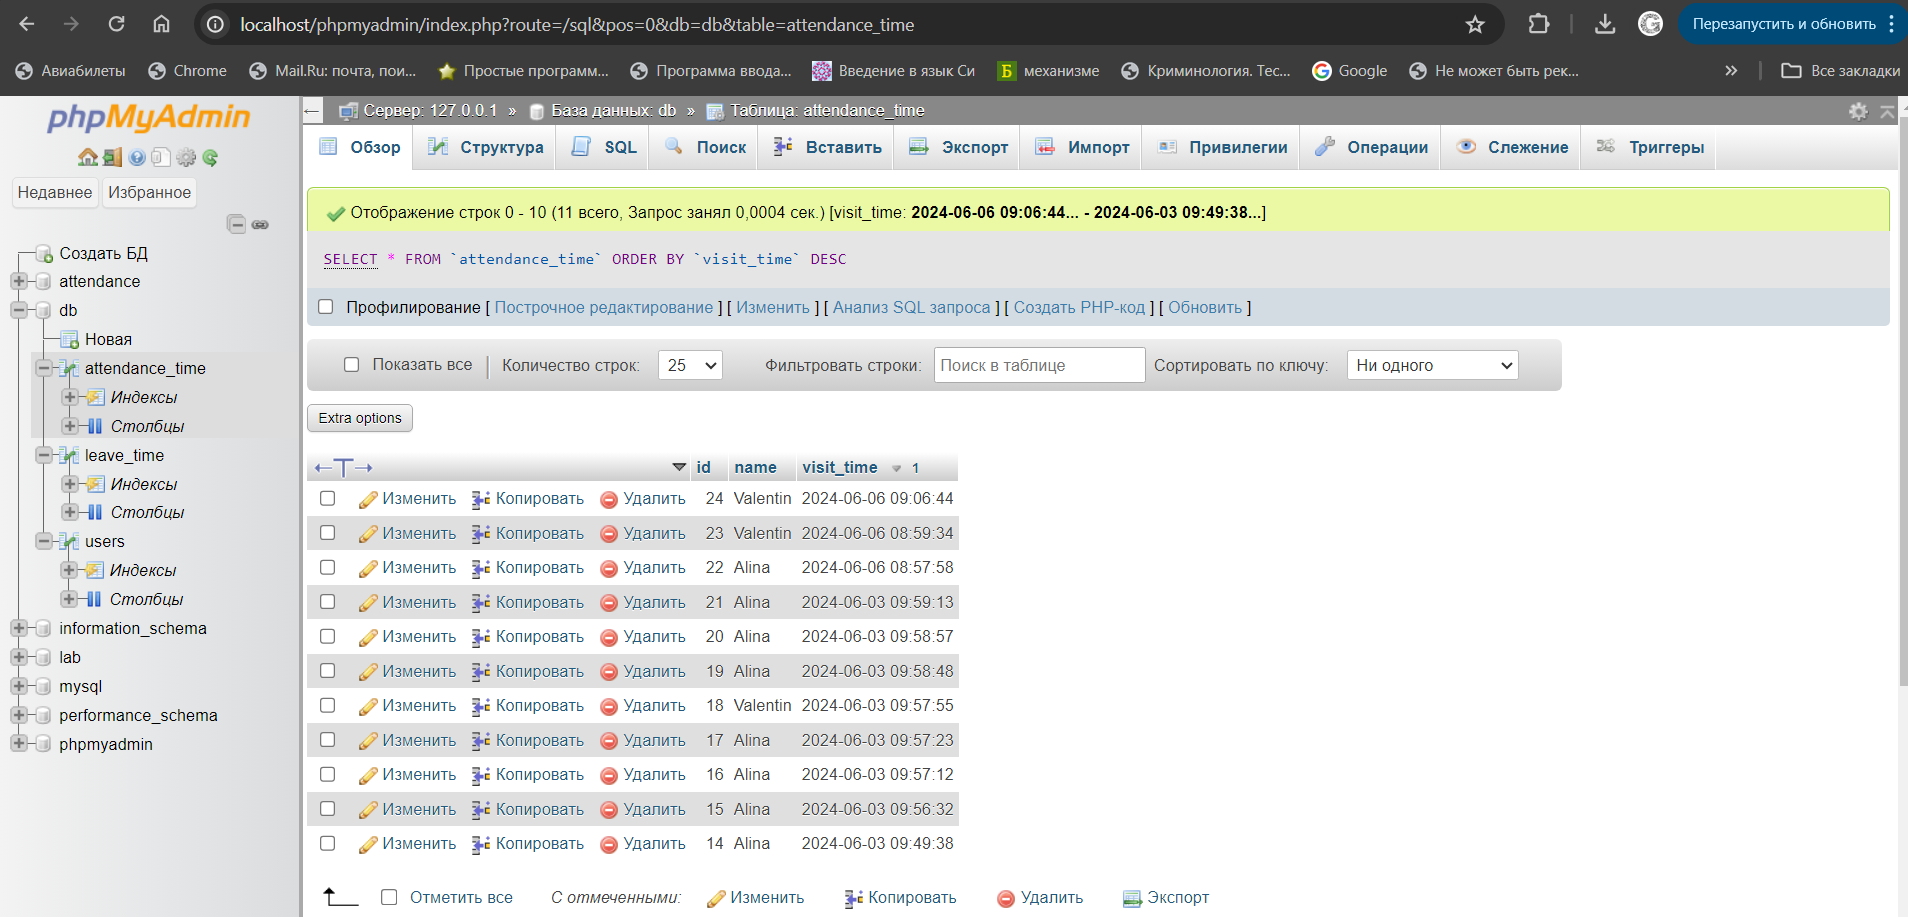 localhost/phpmyadmin/index.php?route=/sql&pos=0&db=db&table=attendance_time
Перезапустить и обновить
Авиабилеты Chrome Mail.Ru: почта, пои... Простые программ... Программа ввода... Введение в язык Си механизме Криминология. Тес... Google Не может быть рек... » Все закладки
phpMyAdmin
Недавнее Избранное
Создать БД
attendance
db
Новая
attendance_time
Индексы
Столбцы
leave_time
Индексы
Столбцы
users
Индексы
Столбцы
information_schema
lab
mysql
performance_schema
phpmyadmin
Сервер: 127.0.0.1 » База данных: db » Таблица: attendance_time
Обзор Структура SQL Поиск Вставить Экспорт Импорт Привилегии Операции Слежение Триггеры
Отображение строк 0 - 10 (11 всего, Запрос занял 0,0004 сек.) [visit_time: 2024-06-06 09:06:44... - 2024-06-03 09:49:38...]
SELECT * FROM `attendance_time` ORDER BY `visit_time` DESC
Профилирование [ Построчное редактирование ] [ Изменить ] [ Анализ SQL запроса ] [ Создать PHP-код ] [ Обновить ]
Показать все Количество строк: 25 Фильтровать строки: Поиск в таблице Сортировать по ключу: Ни одного
Extra options
id name visit_time 1
Изменить Копировать Удалить 24 Valentin 2024-06-06 09:06:44
Изменить Копировать Удалить 23 Valentin 2024-06-06 08:59:34
Изменить Копировать Удалить 22 Alina 2024-06-06 08:57:58
Изменить Копировать Удалить 21 Alina 2024-06-03 09:59:13
Изменить Копировать Удалить 20 Alina 2024-06-03 09:58:57
Изменить Копировать Удалить 19 Alina 2024-06-03 09:58:48
Изменить Копировать Удалить 18 Valentin 2024-06-03 09:57:55
Изменить Копировать Удалить 17 Alina 2024-06-03 09:57:23
Изменить Копировать Удалить 16 Alina 2024-06-03 09:57:12
Изменить Копировать Удалить 15 Alina 2024-06-03 09:56:32
Изменить Копировать Удалить 14 Alina 2024-06-03 09:49:38
Отметить все С отмеченными: Изменить Копировать Удалить Экспорт